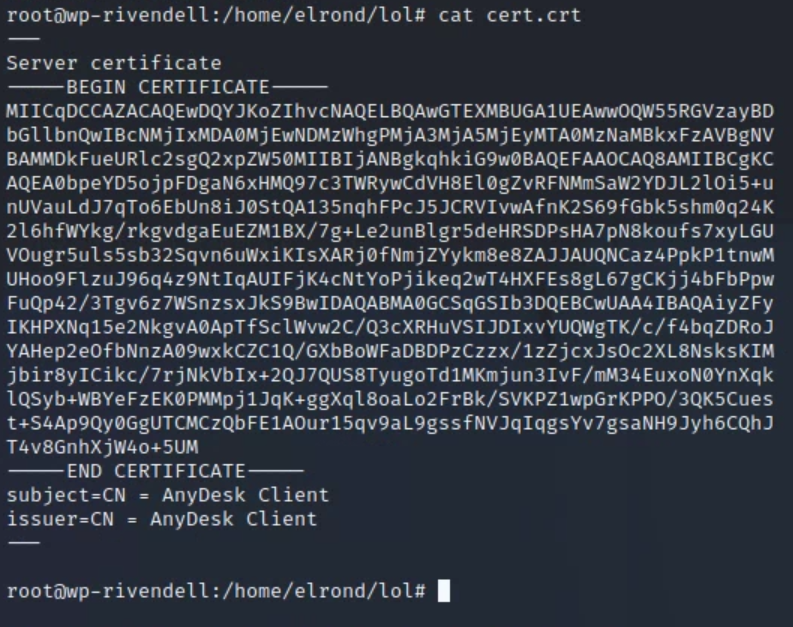 root@wp-rivendell:/home/elrond/lol# cat cert.crt
---
Server certificate
-----BEGIN CERTIFICATE-----
MIICqDCCAZACAQEwDQYJKoZIhvcNAQELBQAwGTEXMBUGA1UEAwwOQW55RGVzayBD
bGllbnQwIBcNMjIxMDA0MjEwNDMzWhgPMjA3MjA5MjEyMTA0MzNaMBkxFzAVBgNV
BAMMDkFueURlc2sgQ2xpZW50MIIBIjANBgkqhkiG9w0BAQEFAAOCAQ8AMIIBCgKC
AQEA0bpeYD5ojpFDgaN6xHMQ97c3TWRywCdVH8El0gZvRFNMmSaW2YDJL2lOi5+u
nUVauLdJ7qTo6EbUn8iJ0StQA135nqhFPcJ5JCRVIvwAfnK2S69fGbk5shm0q24K
2l6hfWYkg/rkgvdgaEuEZM1BX/7g+Le2unBlgr5deHRSDPsHA7pN8koufs7xyLGU
VOugr5uls5sb32Sqvn6uWxiKIsXARj0fNmjZYykm8e8ZAJJAUQNCaz4PpkP1tnwM
UHoo9FlzuJ96q4z9NtIqAUIFjK4cNtYoPjikeq2wT4HXFEs8gL67gCKjj4bFbPpw
FuQp42/3Tgv6z7WSnzsxJkS9BwIDAQABMA0GCSqGSIb3DQEBCwUAA4IBAQAiyZFy
IKHPXNq15e2NkgvA0ApTfSclWvw2C/Q3cXRHuVSIJDIxvYUQWgTK/c/f4bqZDRoJ
YAHep2eOfbNnzA09wxkCZC1Q/GXbBoWFaDBDPzCzzx/1zZjcxJsOc2XL8NsksKIM
jbir8yICikc/7rjNkVbIx+2QJ7QUS8TyugoTd1MKmjun3IvF/mM34EuxoN0YnXqk
lQSyb+WBYeFzEK0PMMpj1JqK+ggXql8oaLo2FrBk/SVKPZ1wpGrKPPO/3QK5Cues
t+S4Ap9Qy0GgUTCMCzQbFE1AOur15qv9aL9gssfNVJqIqgsYv7gsaNH9Jyh6CQhJ
T4v8GnhXjW4o+5UM
-----END CERTIFICATE-----
subject=CN = AnyDesk Client
issuer=CN = AnyDesk Client
---
root@wp-rivendell:/home/elrond/lol#